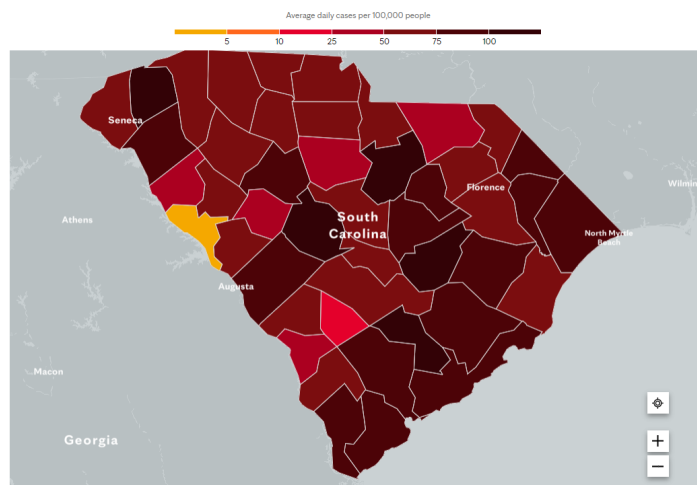 Average daily cases per 100,000 people
5 10 25 50 75 100
Seneca
Athens
South
Carolina
Florence
Wilmin
North Myrtle
Beach
Augusta
Macon
Georgia
+
−